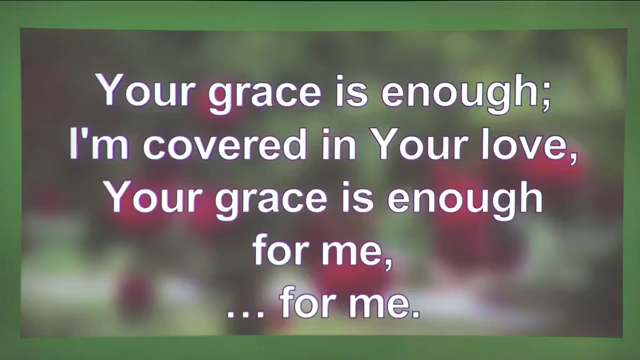 Your grace is enough;
I'm covered in Your love,
Your grace is enough
for me,
… for me.